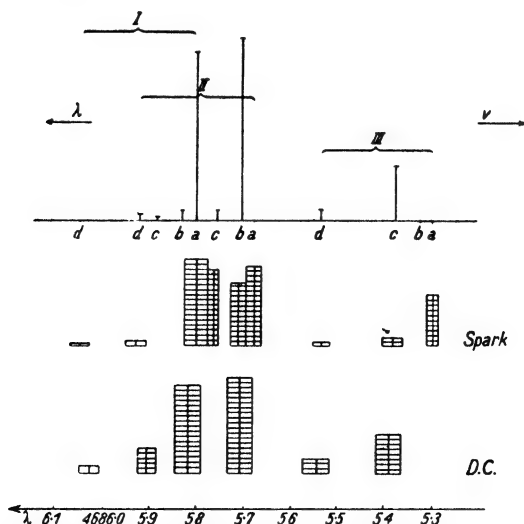 I
II
λ
ν
III
d d c b a c b a d c b a
Spark
D.C.
λ 6·1 4686·0 5·9 5·8 5·7 5·6 5·5 5·4 5·3